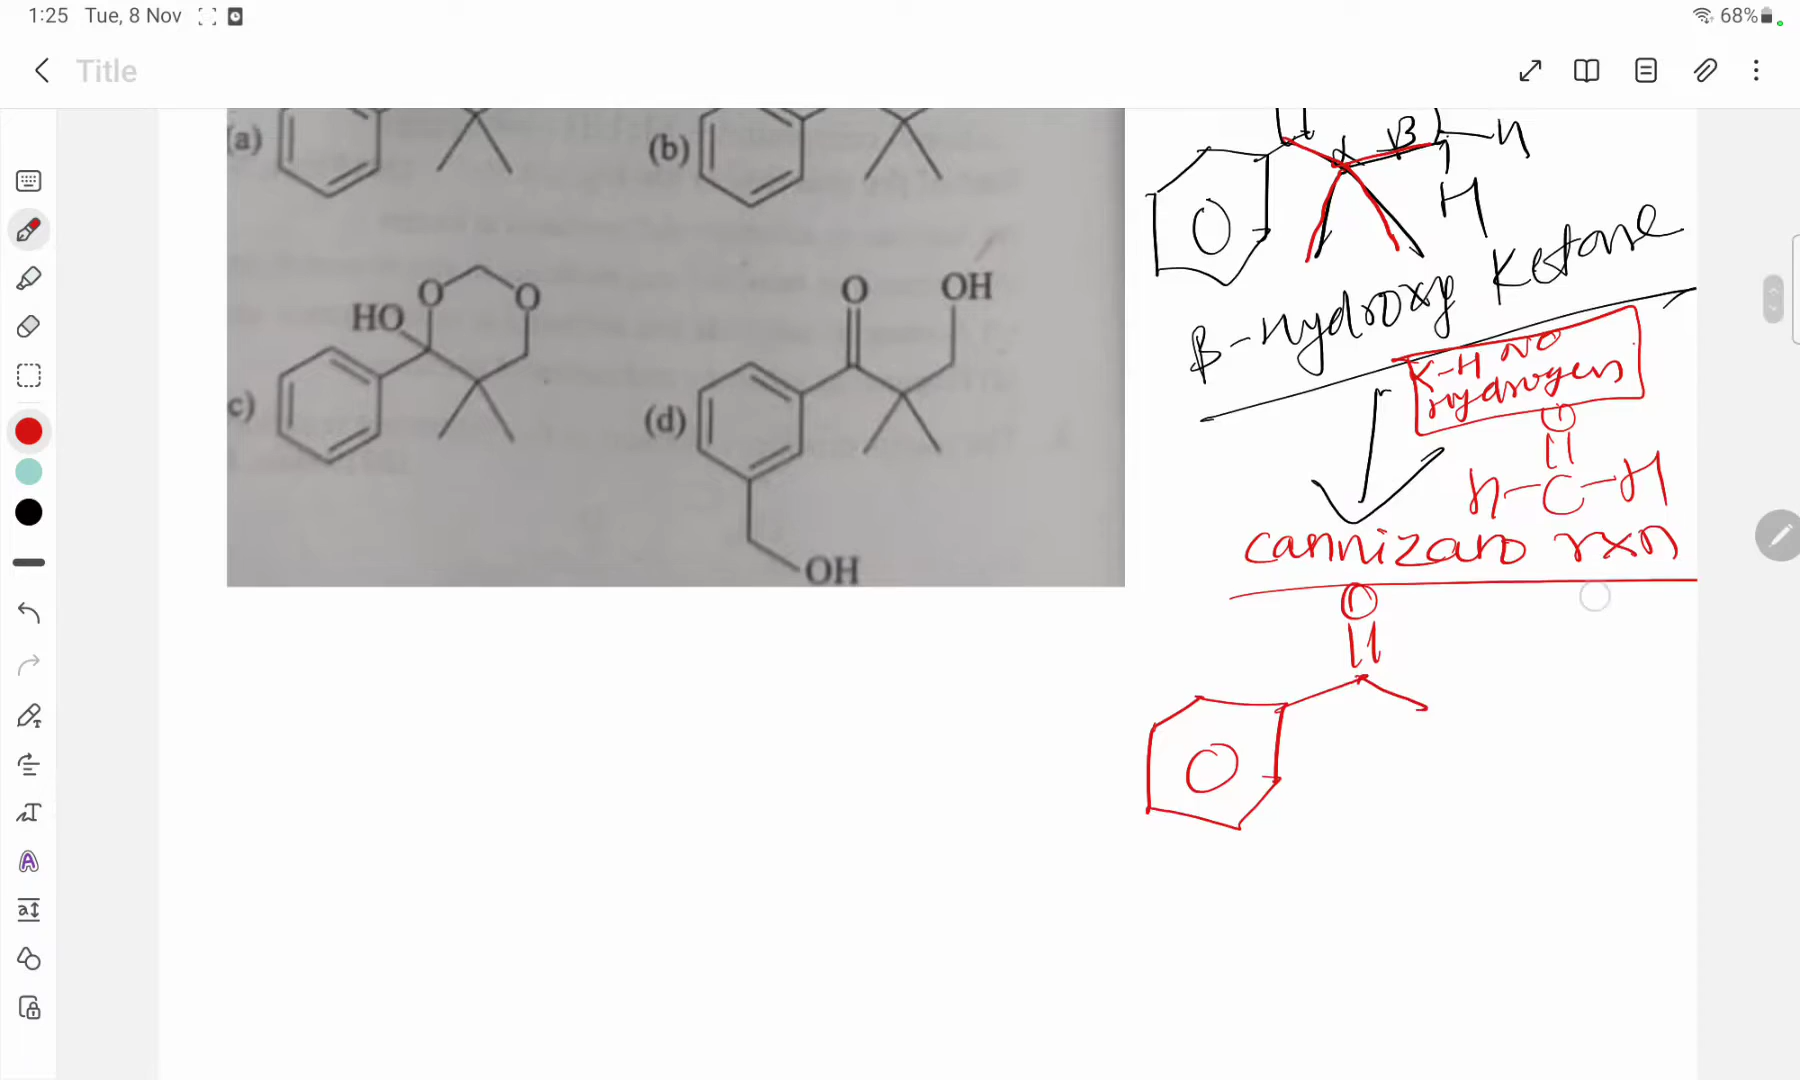 1:25 Tue, 8 Nov
68%
Title
(a)
(b)
O
O
HO
c)
O
OH
(d)
OH
α
β
H
H
β-Hydroxy Ketone
α-H NO
Hydrogen
O
H-C-H
cannizaro rxn
O